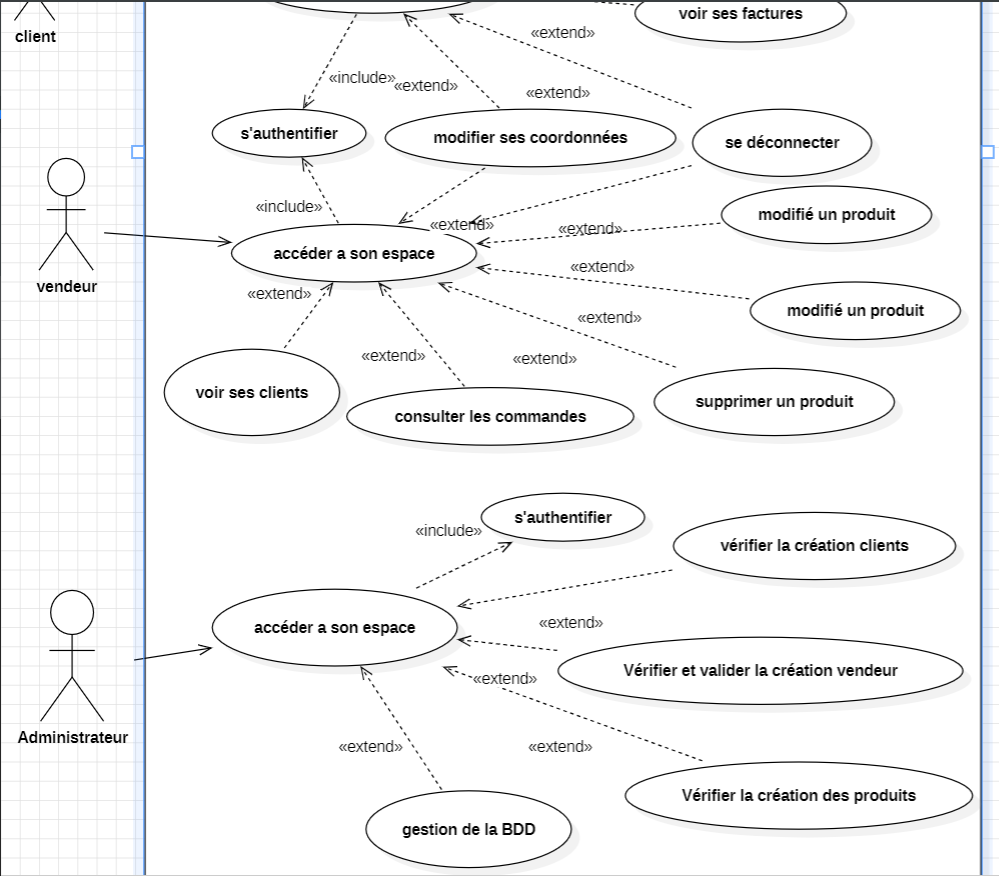 voir ses factures
client
«extend»
«include»
«extend»
«extend»
s'authentifier
modifier ses coordonnées
se déconnecter
«include»
modifié un produit
«extend»
«extend»
accéder a son espace
«extend»
vendeur
«extend»
modifié un produit
«extend»
«extend»
«extend»
voir ses clients
supprimer un produit
consulter les commandes
s'authentifier
«include»
vérifier la création clients
accéder a son espace
«extend»
Vérifier et valider la création vendeur
«extend»
Administrateur
«extend»
«extend»
Vérifier la création des produits
gestion de la BDD